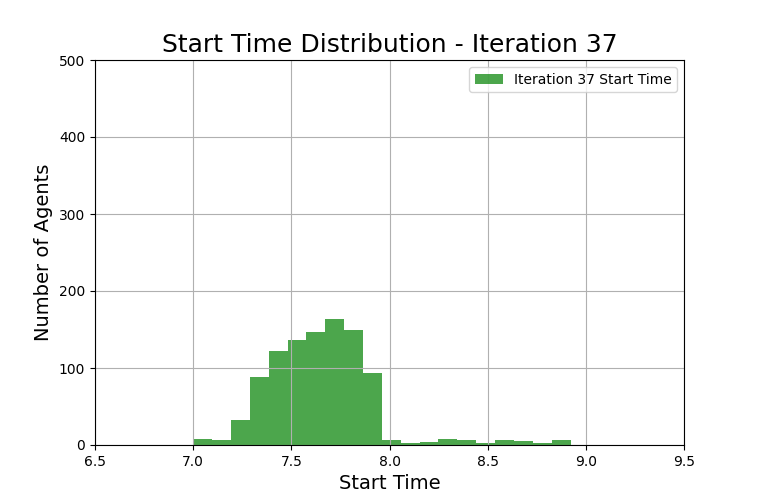 Start Time Distribution - Iteration 37
Iteration 37 Start Time
Number of Agents
500
400
300
200
100
0
6.5 7.0 7.5 8.0 8.5 9.0 9.5
Start Time